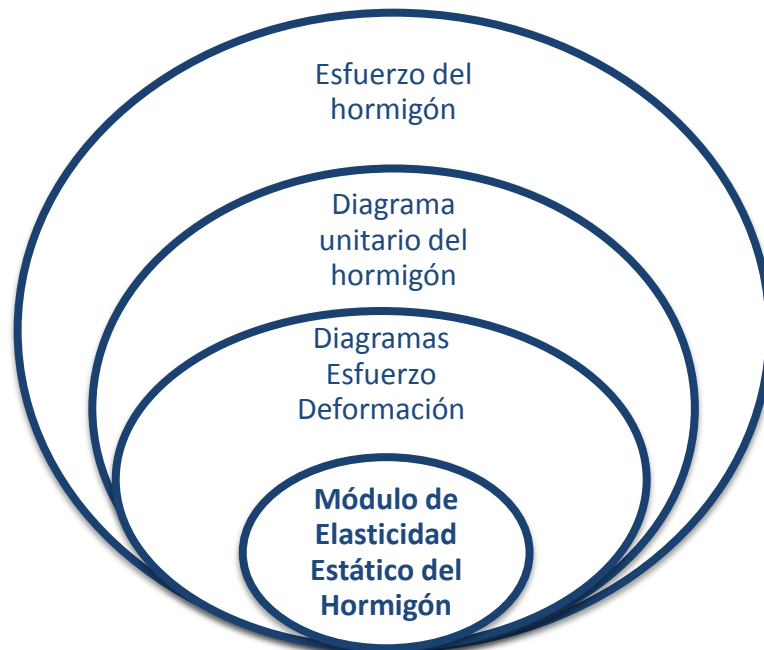 Esfuerzo del
hormigón
Diagrama
unitario del
hormigón
Diagramas
Esfuerzo
Deformación
Módulo de
Elasticidad
Estático del
Hormigón